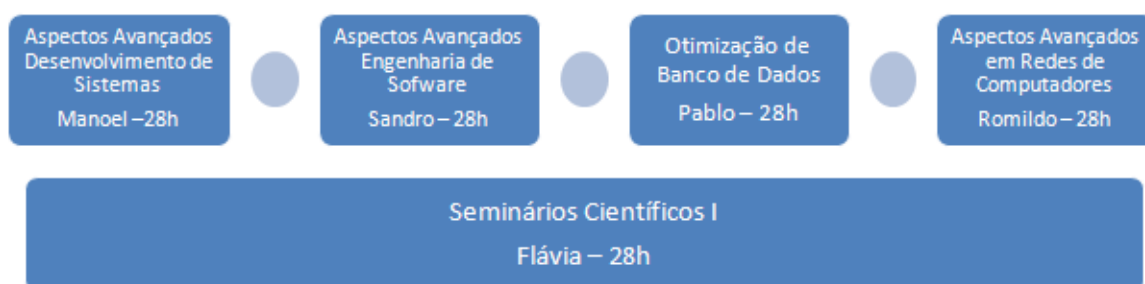 Aspectos Avançados
Desenvolvimento de
Sistemas
Manoel –28h
Aspectos Avançados
Engenharia de
Sofware
Sandro – 28h
Otimização de
Banco de Dados
Pablo – 28h
Aspectos Avançados
em Redes de
Computadores
Romildo – 28h
Seminários Científicos I
Flávia – 28h